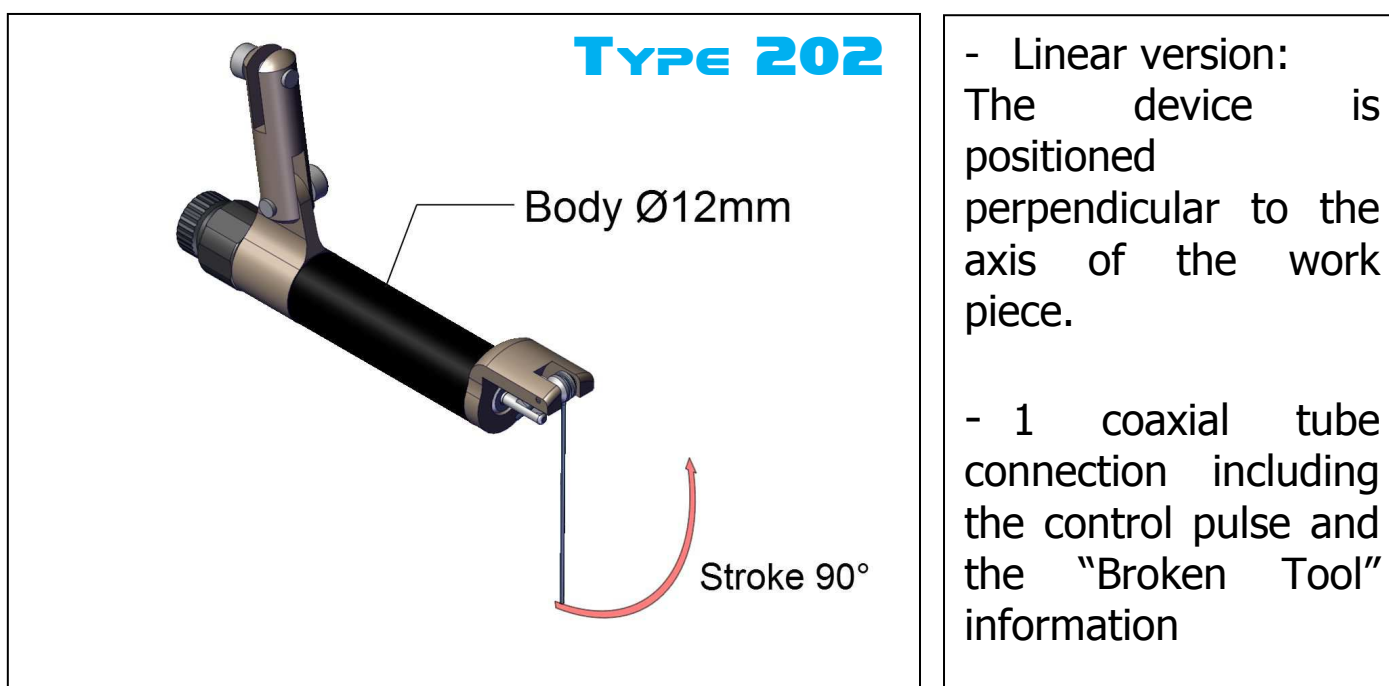 TYPE 202
Body Ø12mm
Stroke 90°
- Linear version:
The device is
positioned
perpendicular to the
axis of the work
piece.
- 1 coaxial tube
connection including
the control pulse and
the “Broken Tool”
information